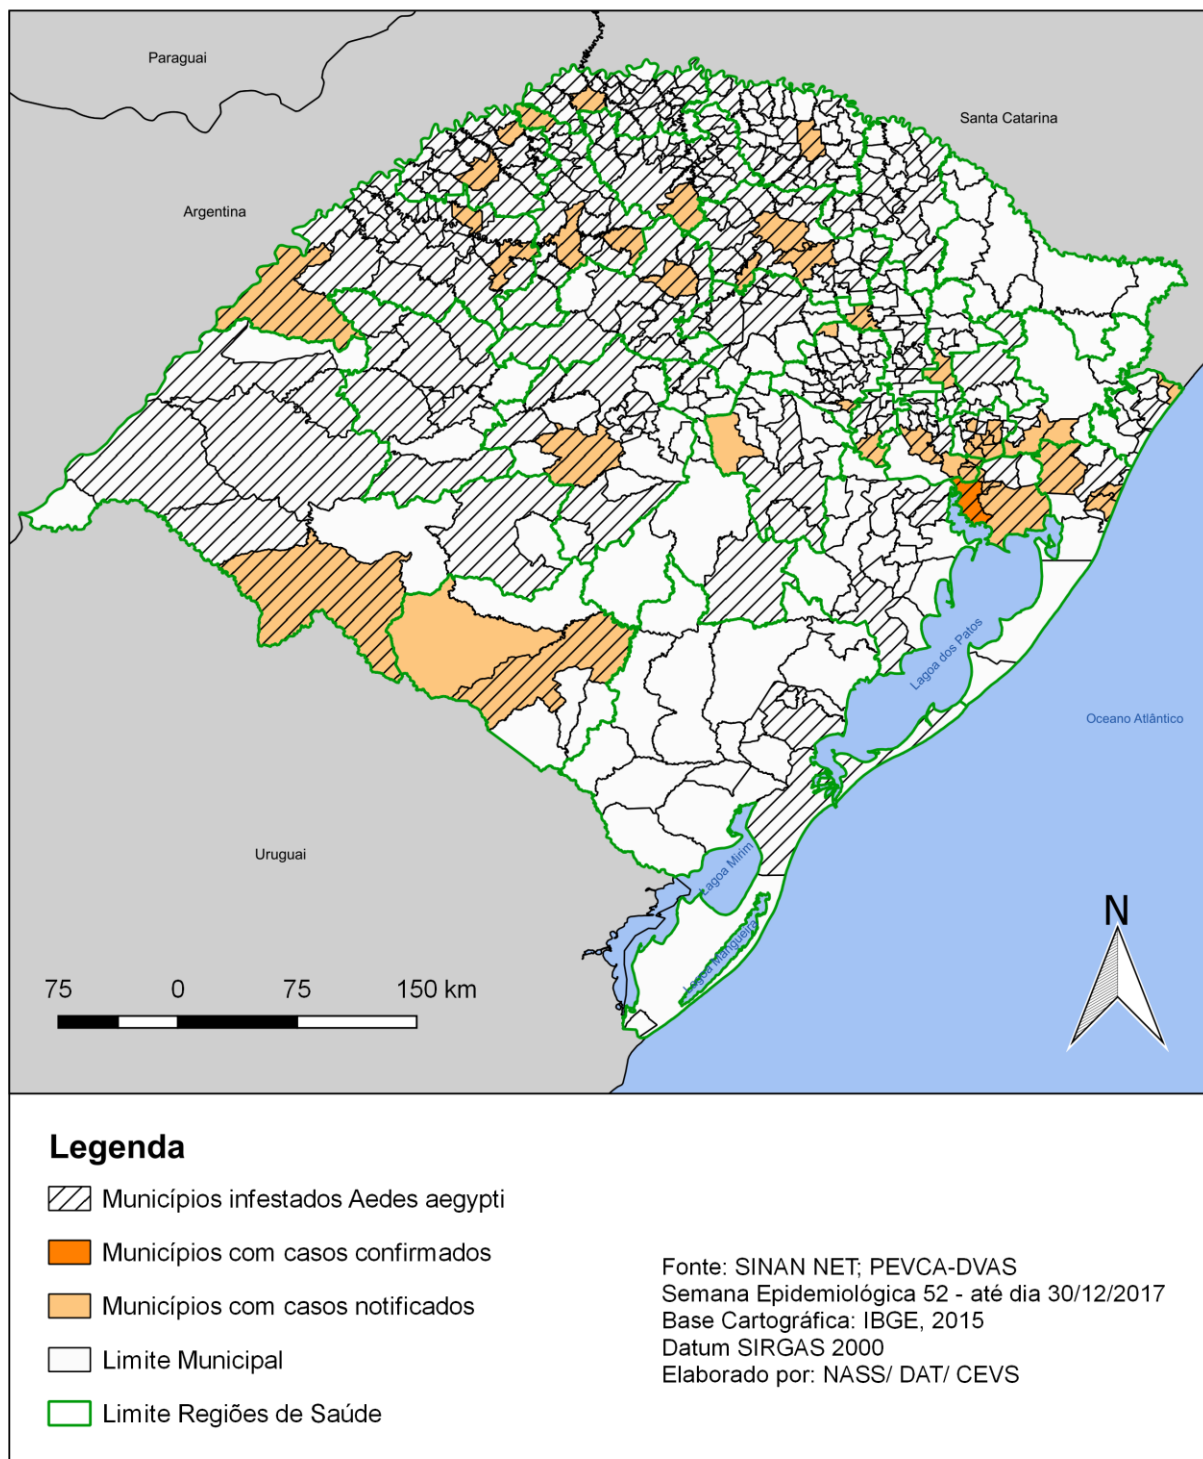 Paraguai
Santa Catarina
Argentina
Lagoa dos Patos
Oceano Atlântico
Uruguai
Lagoa Mirim
Lagoa Mangueira
N
75 0 75 150 km
Legenda
Municípios infestados Aedes aegypti
Municípios com casos confirmados
Municípios com casos notificados
Limite Municipal
Limite Regiões de Saúde
Fonte: SINAN NET; PEVCA-DVAS
Semana Epidemiológica 52 - até dia 30/12/2017
Base Cartográfica: IBGE, 2015
Datum SIRGAS 2000
Elaborado por: NASS/ DAT/ CEVS